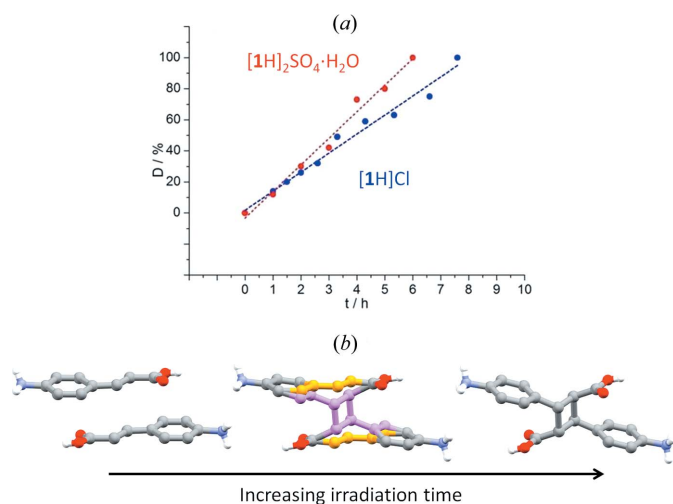 (a)
[1H]₂SO₄·H₂O
[1H]Cl
D / %
100
80
60
40
20
0
0 1 2 3 4 5 6 7 8 9 10
t / h
(b)
Increasing irradiation time